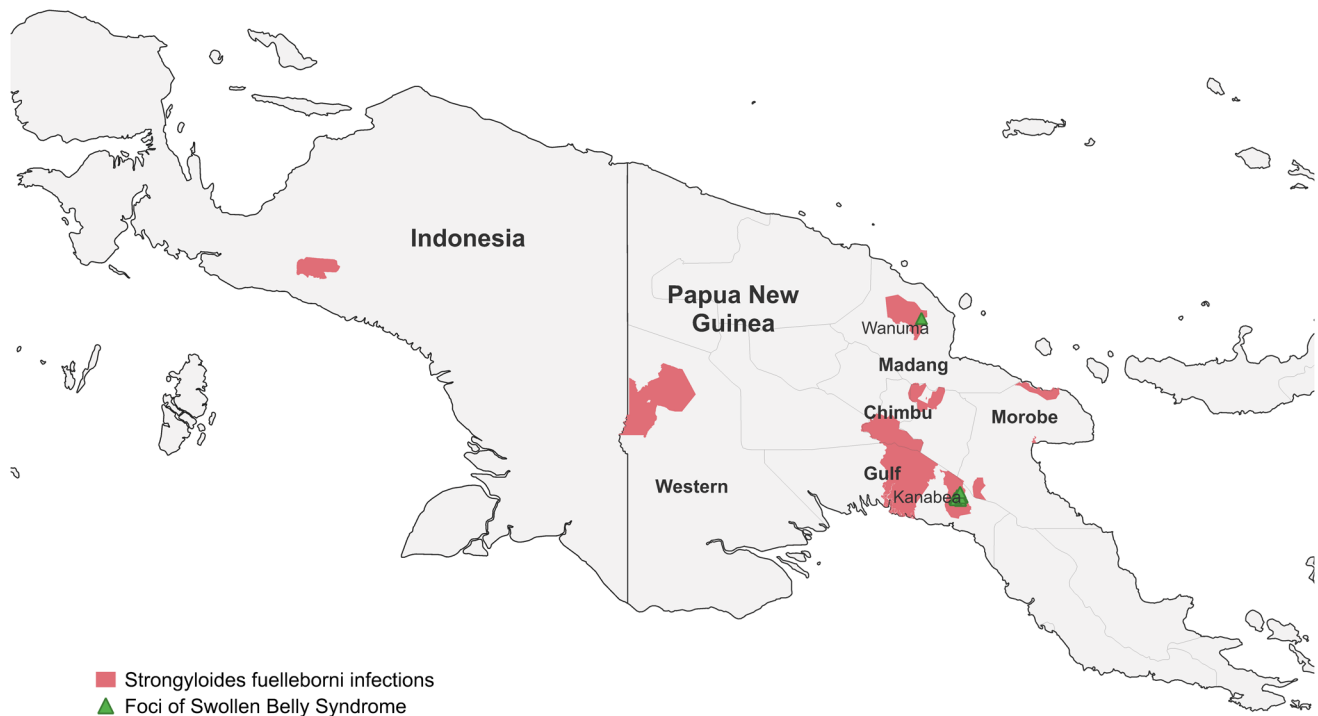 Indonesia
Papua New
Guinea
Wanuma
Madang
Chimbu
Morobe
Gulf
Western
Kanabea
Strongyloides fuelleborni infections
Foci of Swollen Belly Syndrome